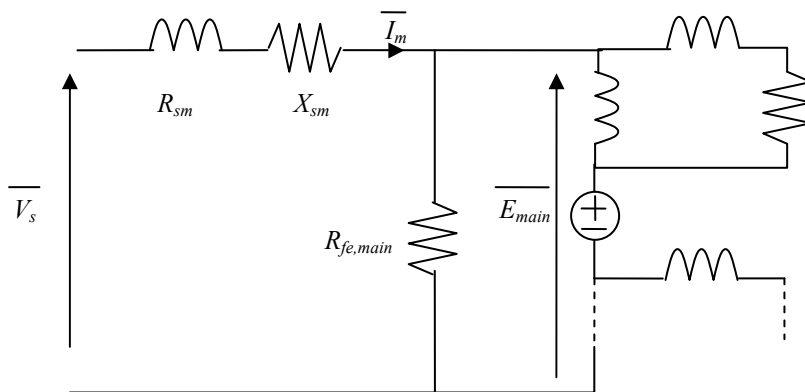 I_m
R_sm
X_sm
V_s
E_main
R_fe,main